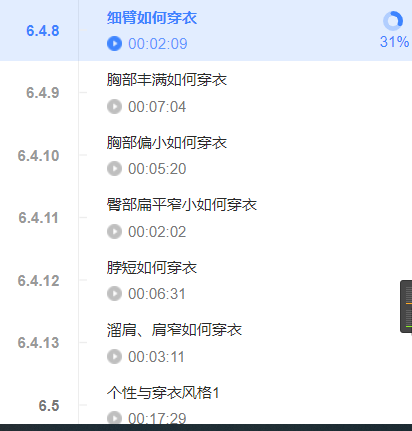 6.4.8
细臂如何穿衣
00:02:09
31%
6.4.9
胸部丰满如何穿衣
00:07:04
6.4.10
胸部偏小如何穿衣
00:05:20
6.4.11
臀部扁平窄小如何穿衣
00:02:02
6.4.12
脖短如何穿衣
00:06:31
6.4.13
溜肩、肩窄如何穿衣
00:03:11
6.5
个性与穿衣风格1
00:17:29